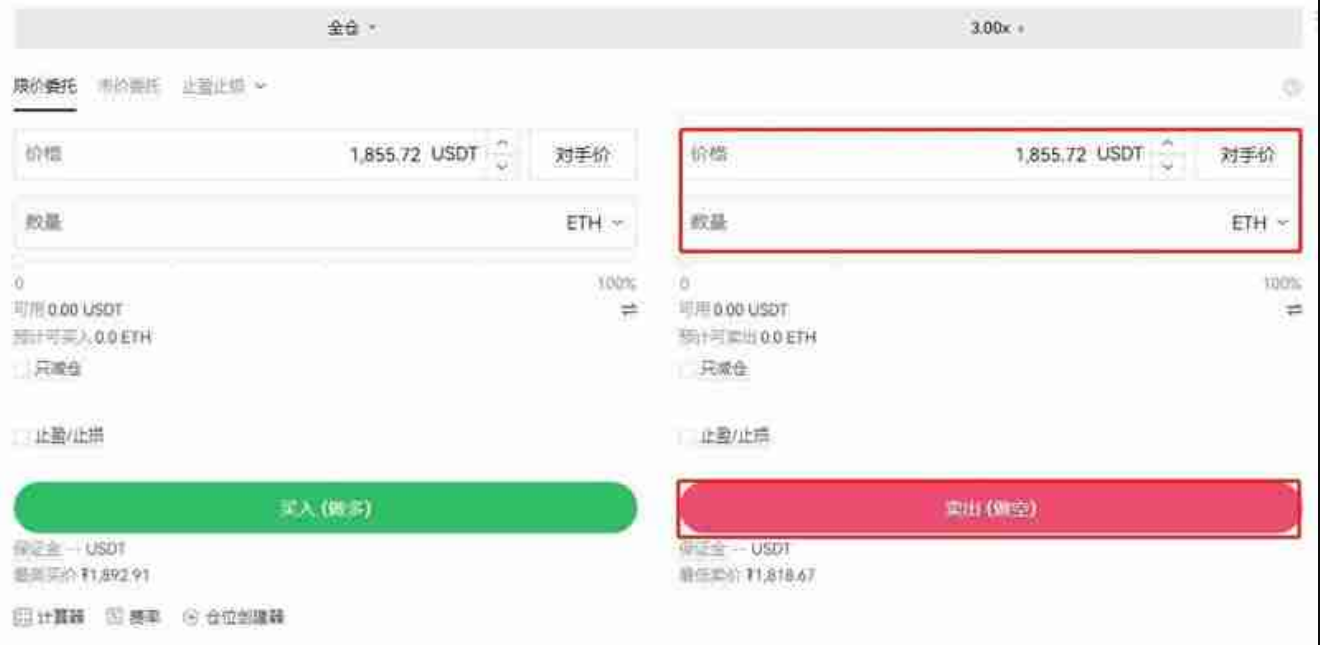 全仓 3.00x
限价委托 市价委托 止盈止损
价格 1,855.72 USDT 对手价 价格 1,855.72 USDT 对手价
数量 ETH 数量 ETH
0 100% 0 100%
可用 0.00 USDT 可用 0.00 USDT
预计可买入 0.0 ETH 预计可卖出 0.0 ETH
只减仓 只减仓
止盈/止损 止盈/止损
买入 (做多) 卖出 (做空)
保证金 -- USDT 保证金 -- USDT
最高买价 ₮1,892.91 最低卖价 ₮1,818.67
计算器 费率 仓位创建器